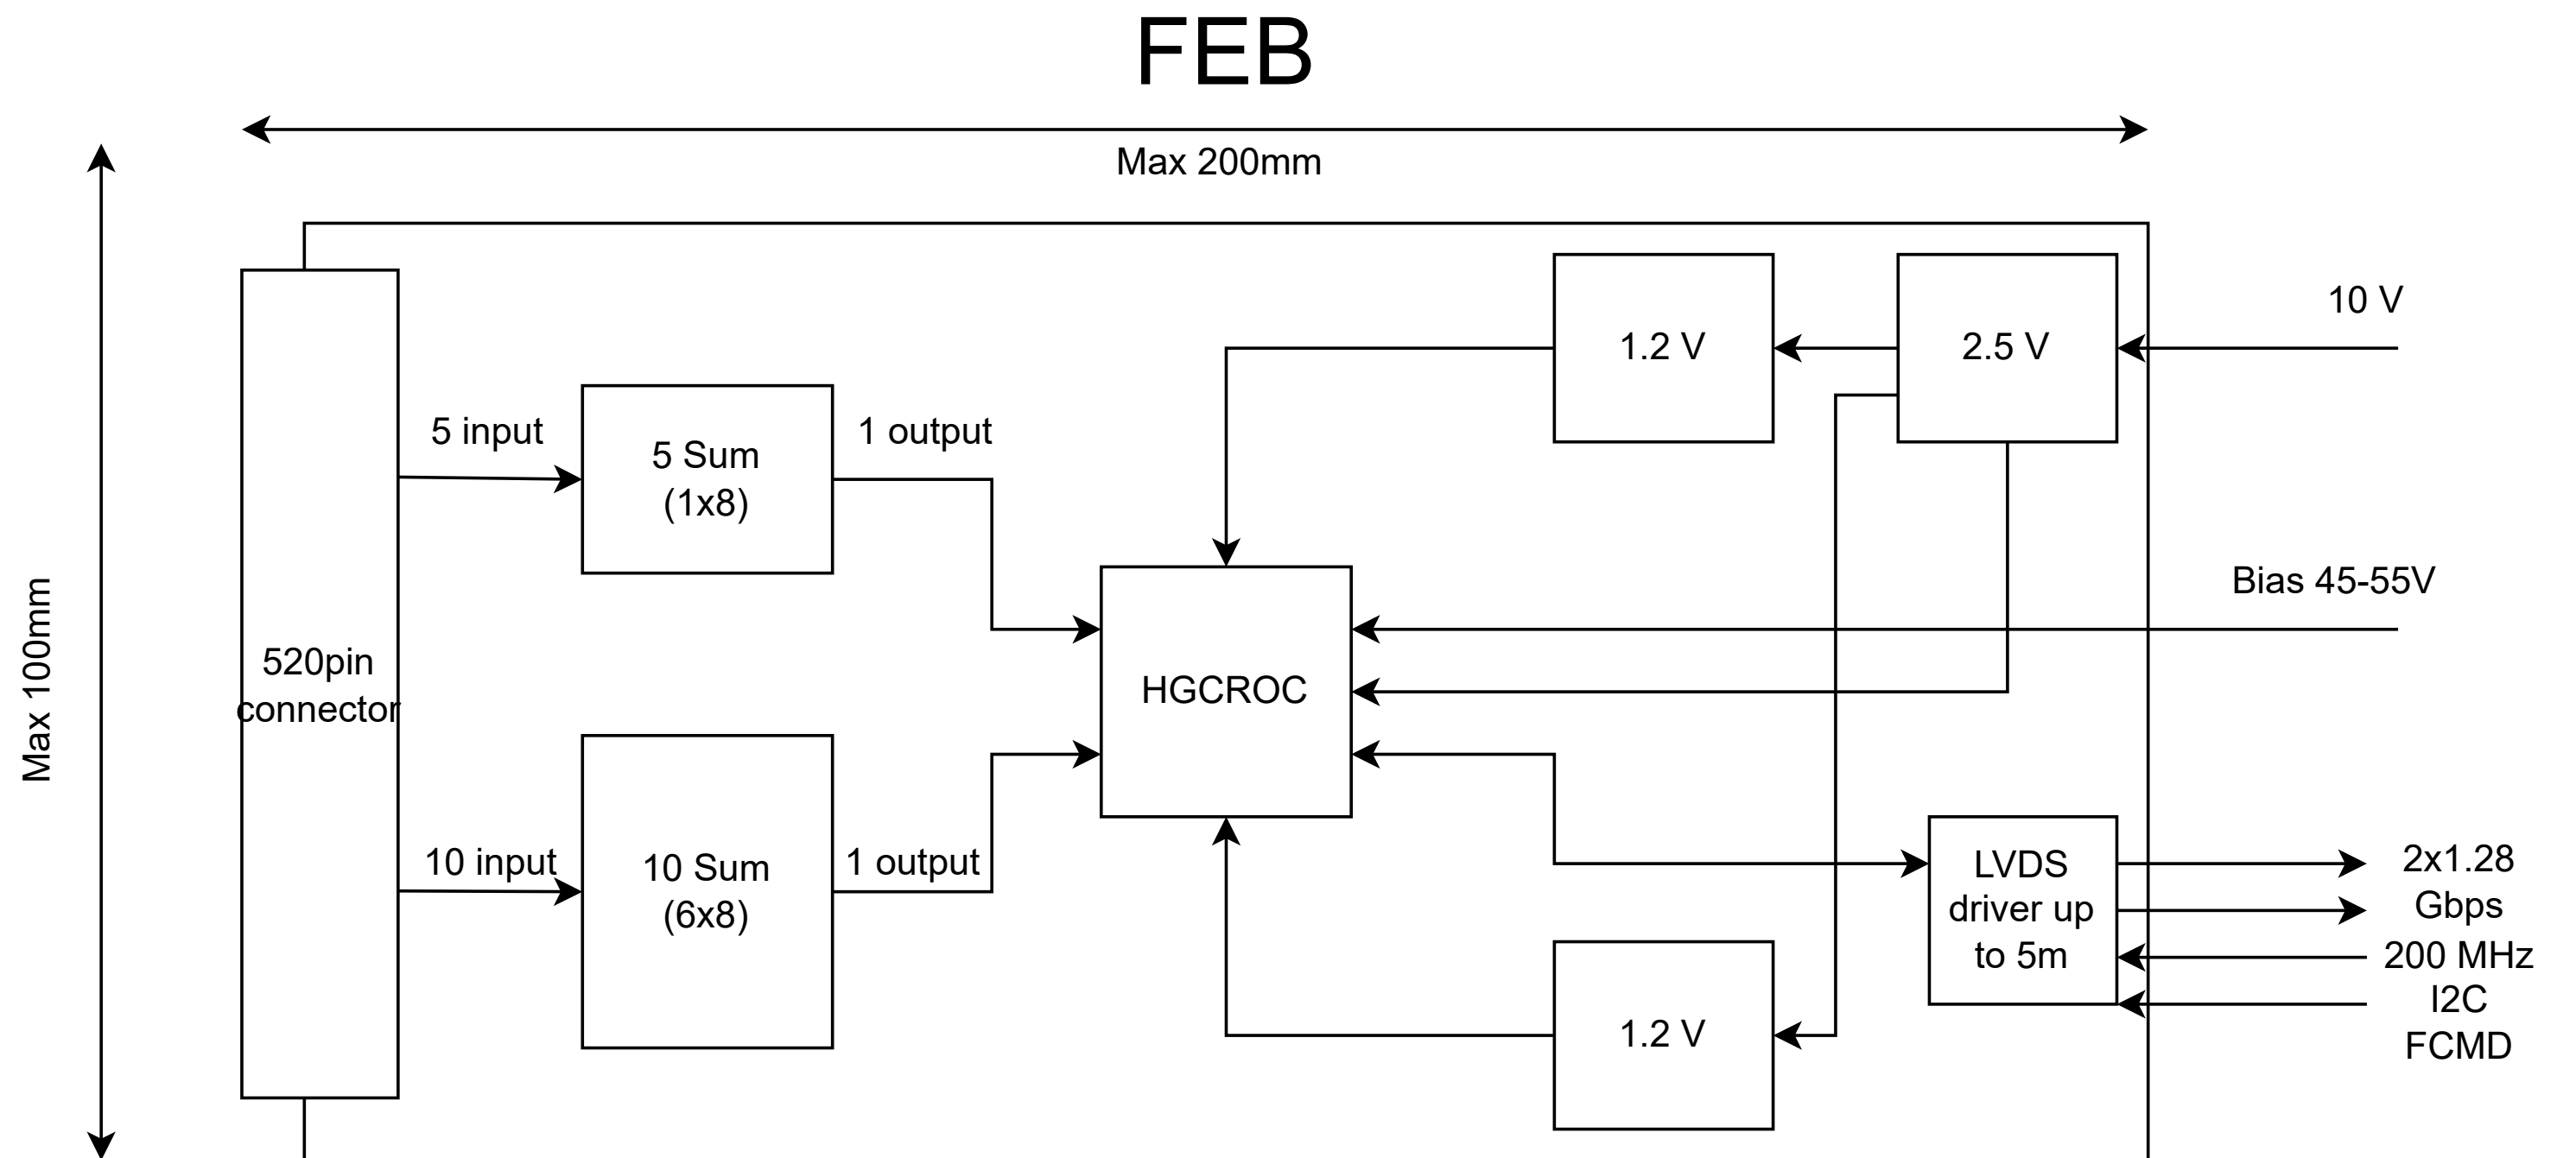 FEB
Max 200mm
Max 100mm
10 V
1.2 V
2.5 V
5 input
5 Sum
(1x8)
1 output
Bias 45-55V
520pin
connector
HGCROC
10 input
10 Sum
(6x8)
1 output
LVDS
driver up
to 5m
2x1.28
Gbps
200 MHz
I2C
FCMD
1.2 V